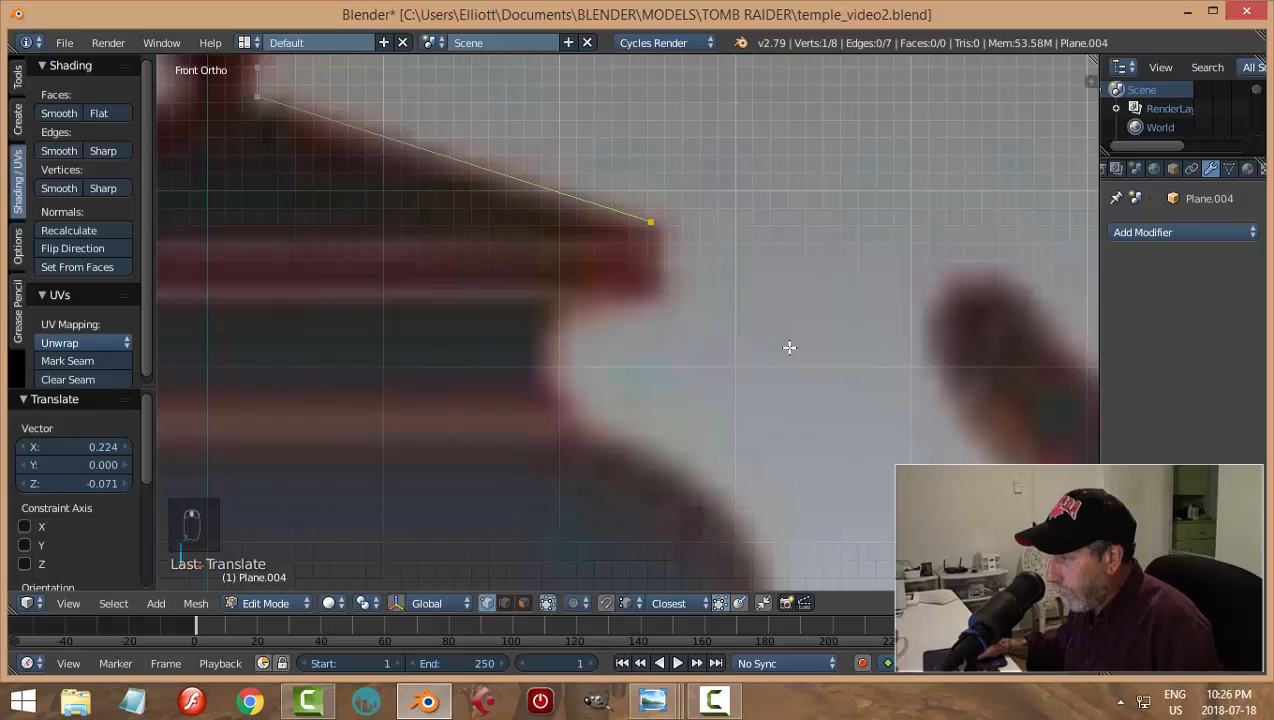 Blender* [C:\Users\Elliott\Documents\BLENDER\MODELS\TOMB RAIDER\temple_video2.blend]
File Render Window Help Default Scene Cycles Render v2.79 | Verts:1/8 | Edges:0/7 | Faces:0/0 | Tris:0 | Mem:53.58M | Plane.004
Tools
Create
Shading / UVs
Options
Grease Pencil
Shading
Faces:
Smooth Flat
Edges:
Smooth Sharp
Vertices:
Smooth Sharp
Normals:
Recalculate
Flip Direction
Set From Faces
UVs
UV Mapping:
Unwrap
Mark Seam
Clear Seam
Translate
Vector
X: 0.224
Y: 0.000
Z: -0.071
Constraint Axis
X
Y
Z
Orientation
Front Ortho
Last: Translate
(1) Plane.004
View Search All S
Scene
RenderLay
World
Plane.004
Add Modifier
View Select Add Mesh Edit Mode Global Closest
-40 -20 0 20 40 60 80 100 120 140 160 180 200
View Marker Frame Playback Start: 1 End: 250 1 No Sync
ENG
US
10:26 PM
2018-07-18